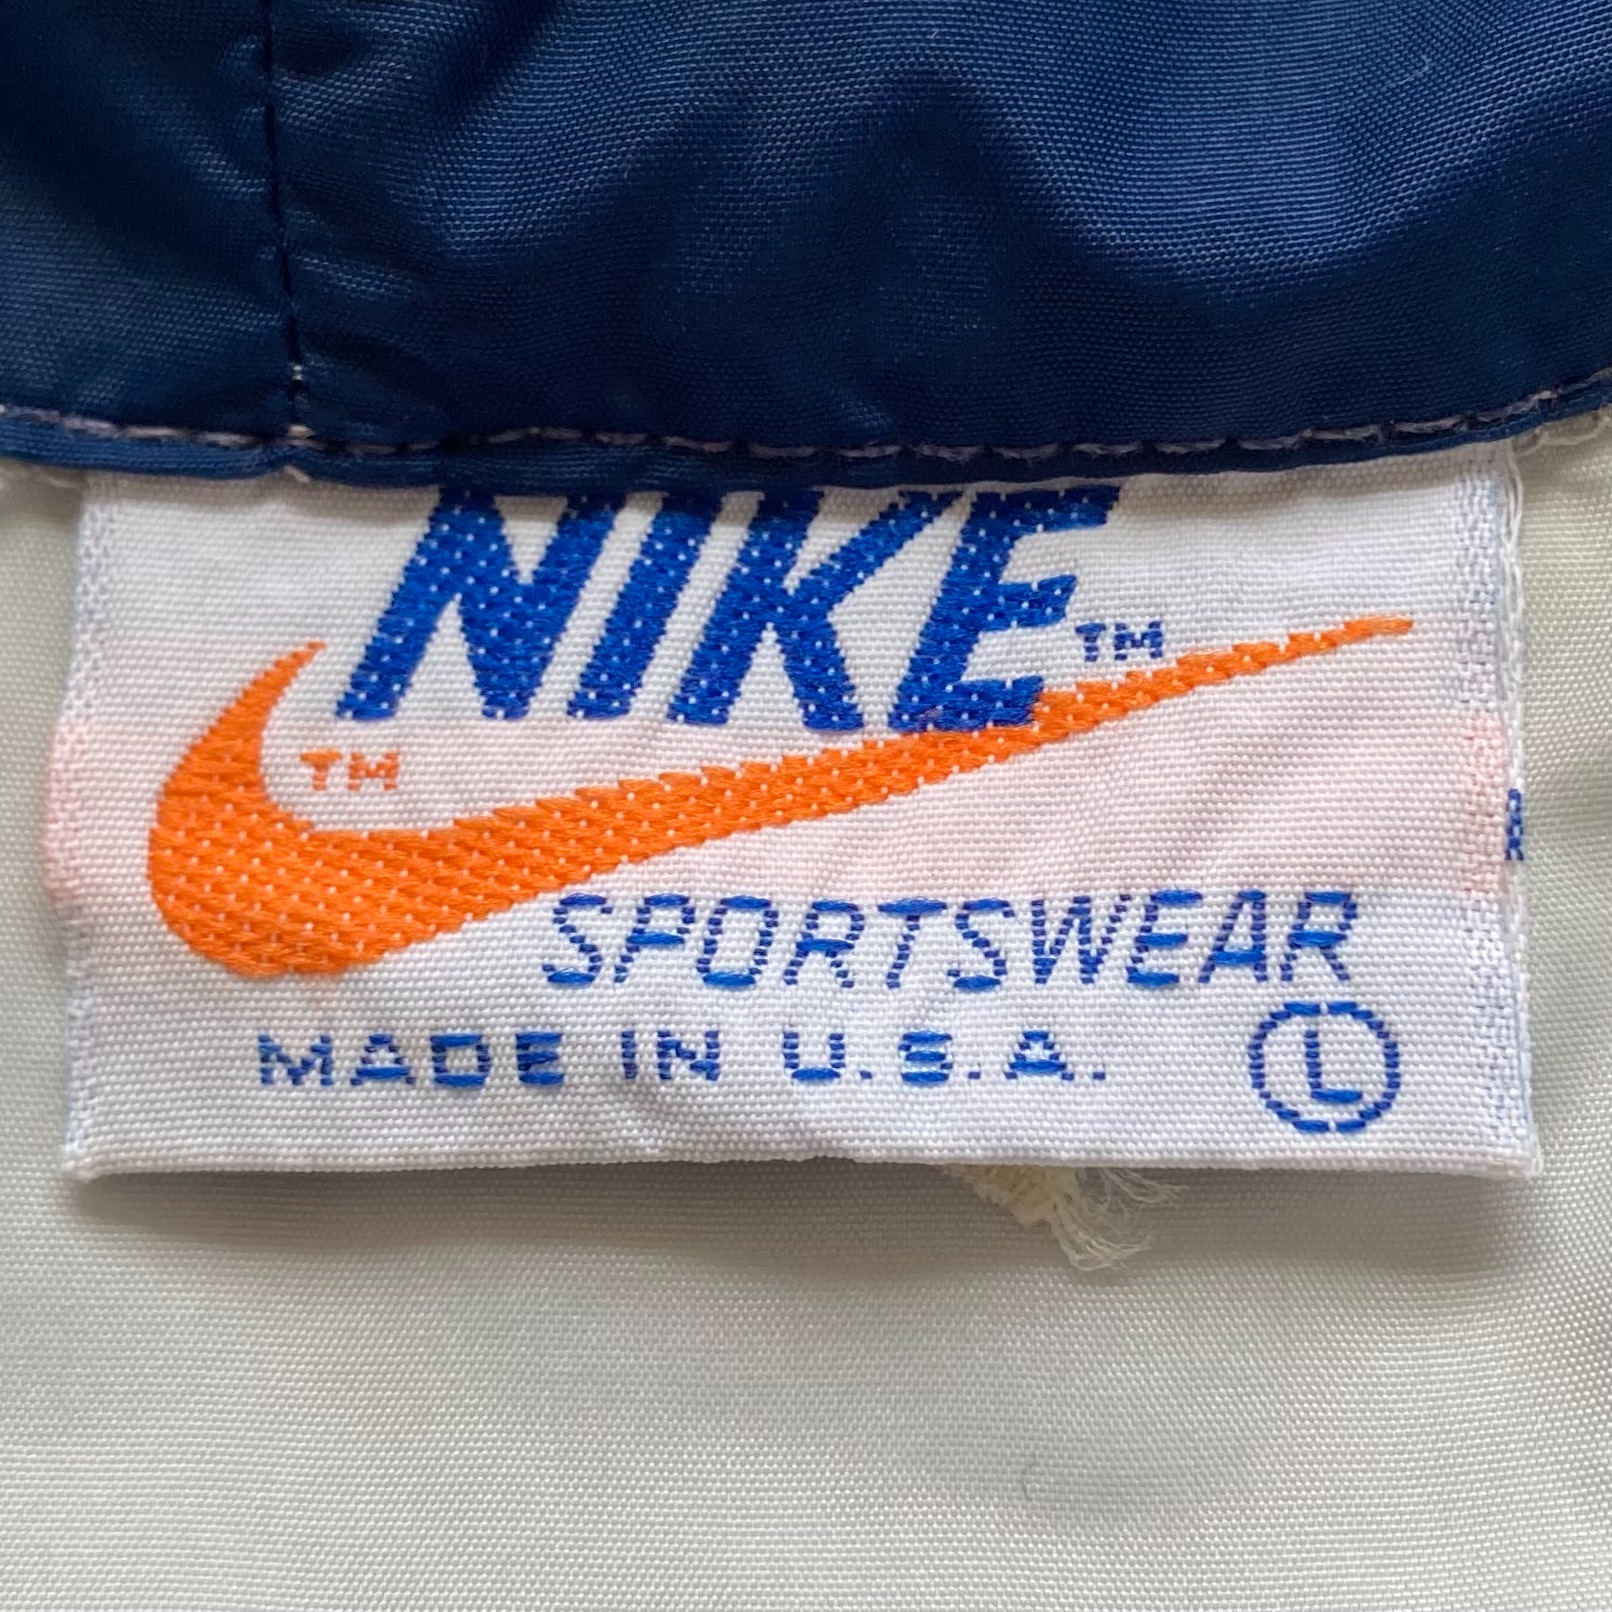 NIKE™
™
SPORTSWEAR
MADE IN U.S.A. L